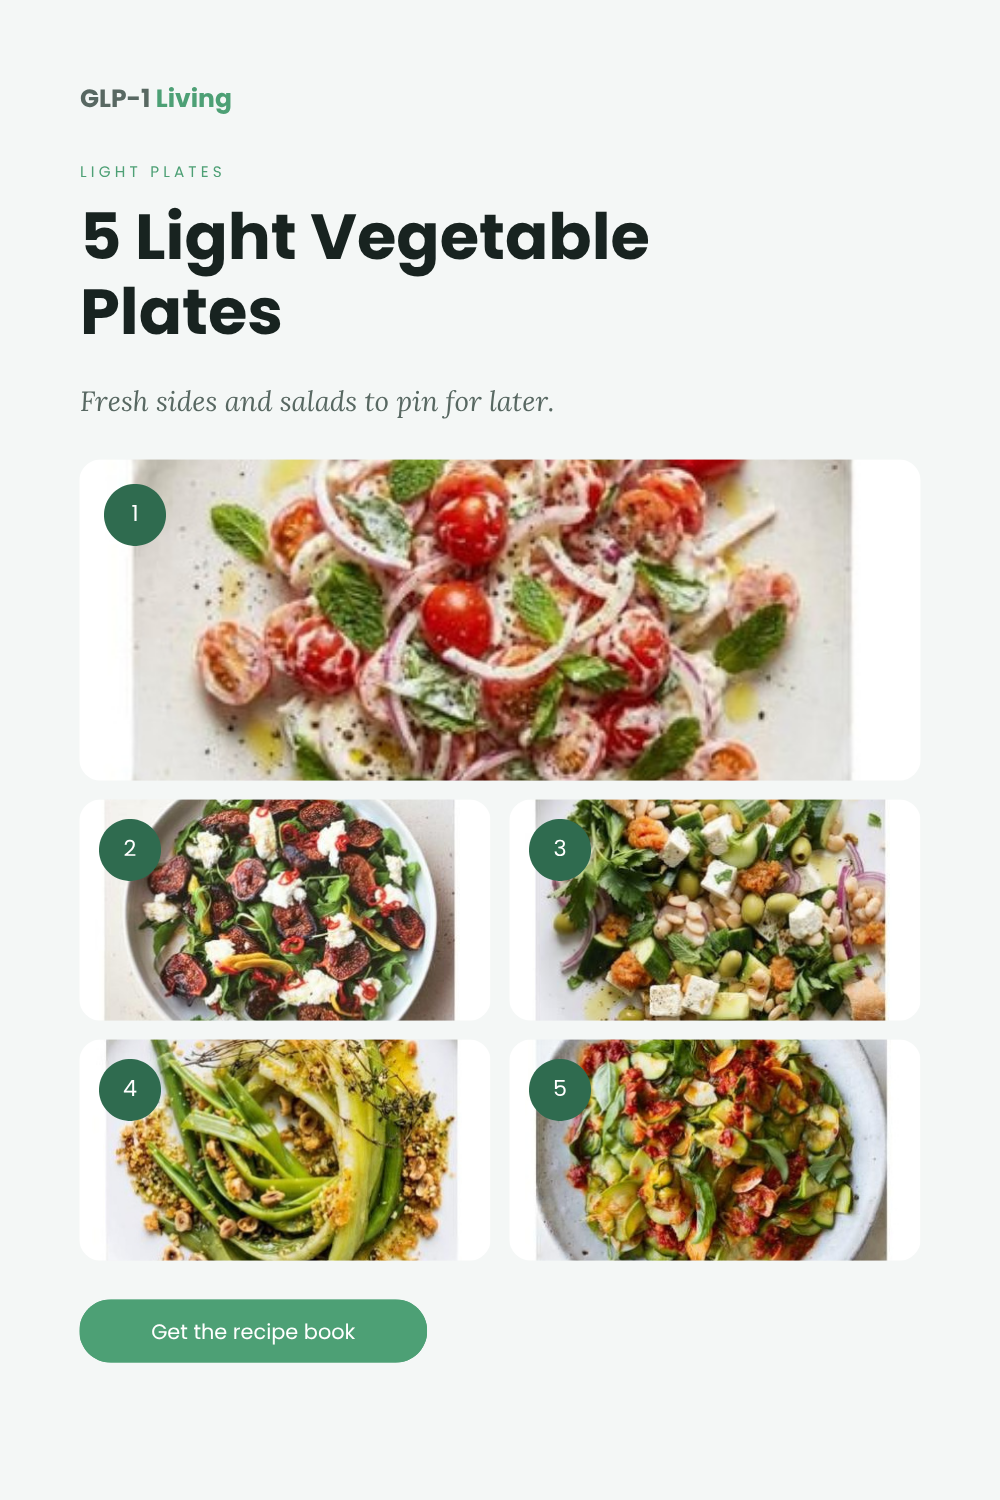 GLP-1 Living
LIGHT PLATES
5 Light Vegetable
Plates
Fresh sides and salads to pin for later.
1
2
3
4
5
Get the recipe book